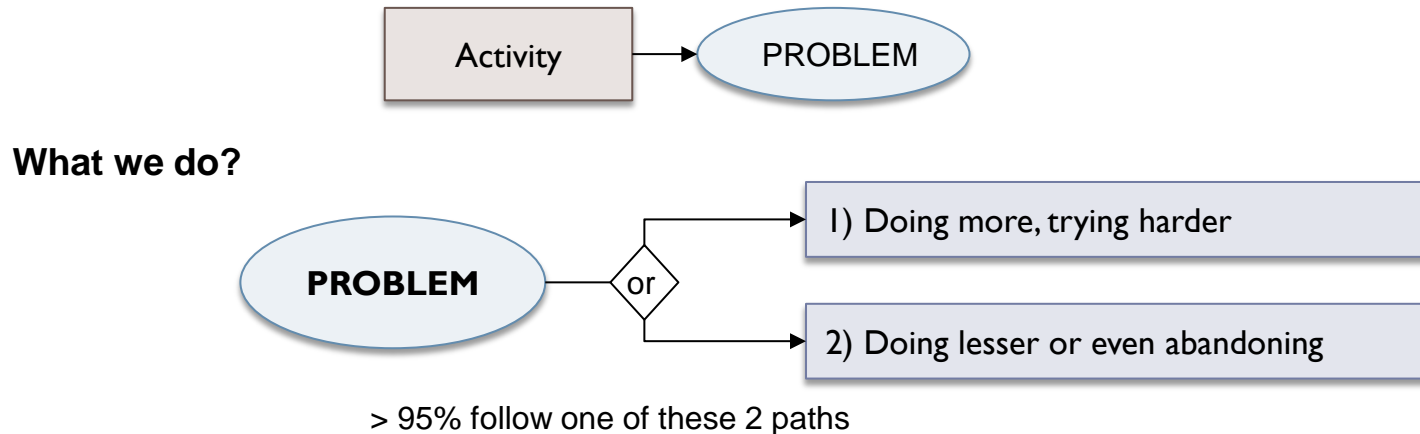 Activity
PROBLEM
What we do?
1) Doing more, trying harder
PROBLEM
or
2) Doing lesser or even abandoning
> 95% follow one of these 2 paths